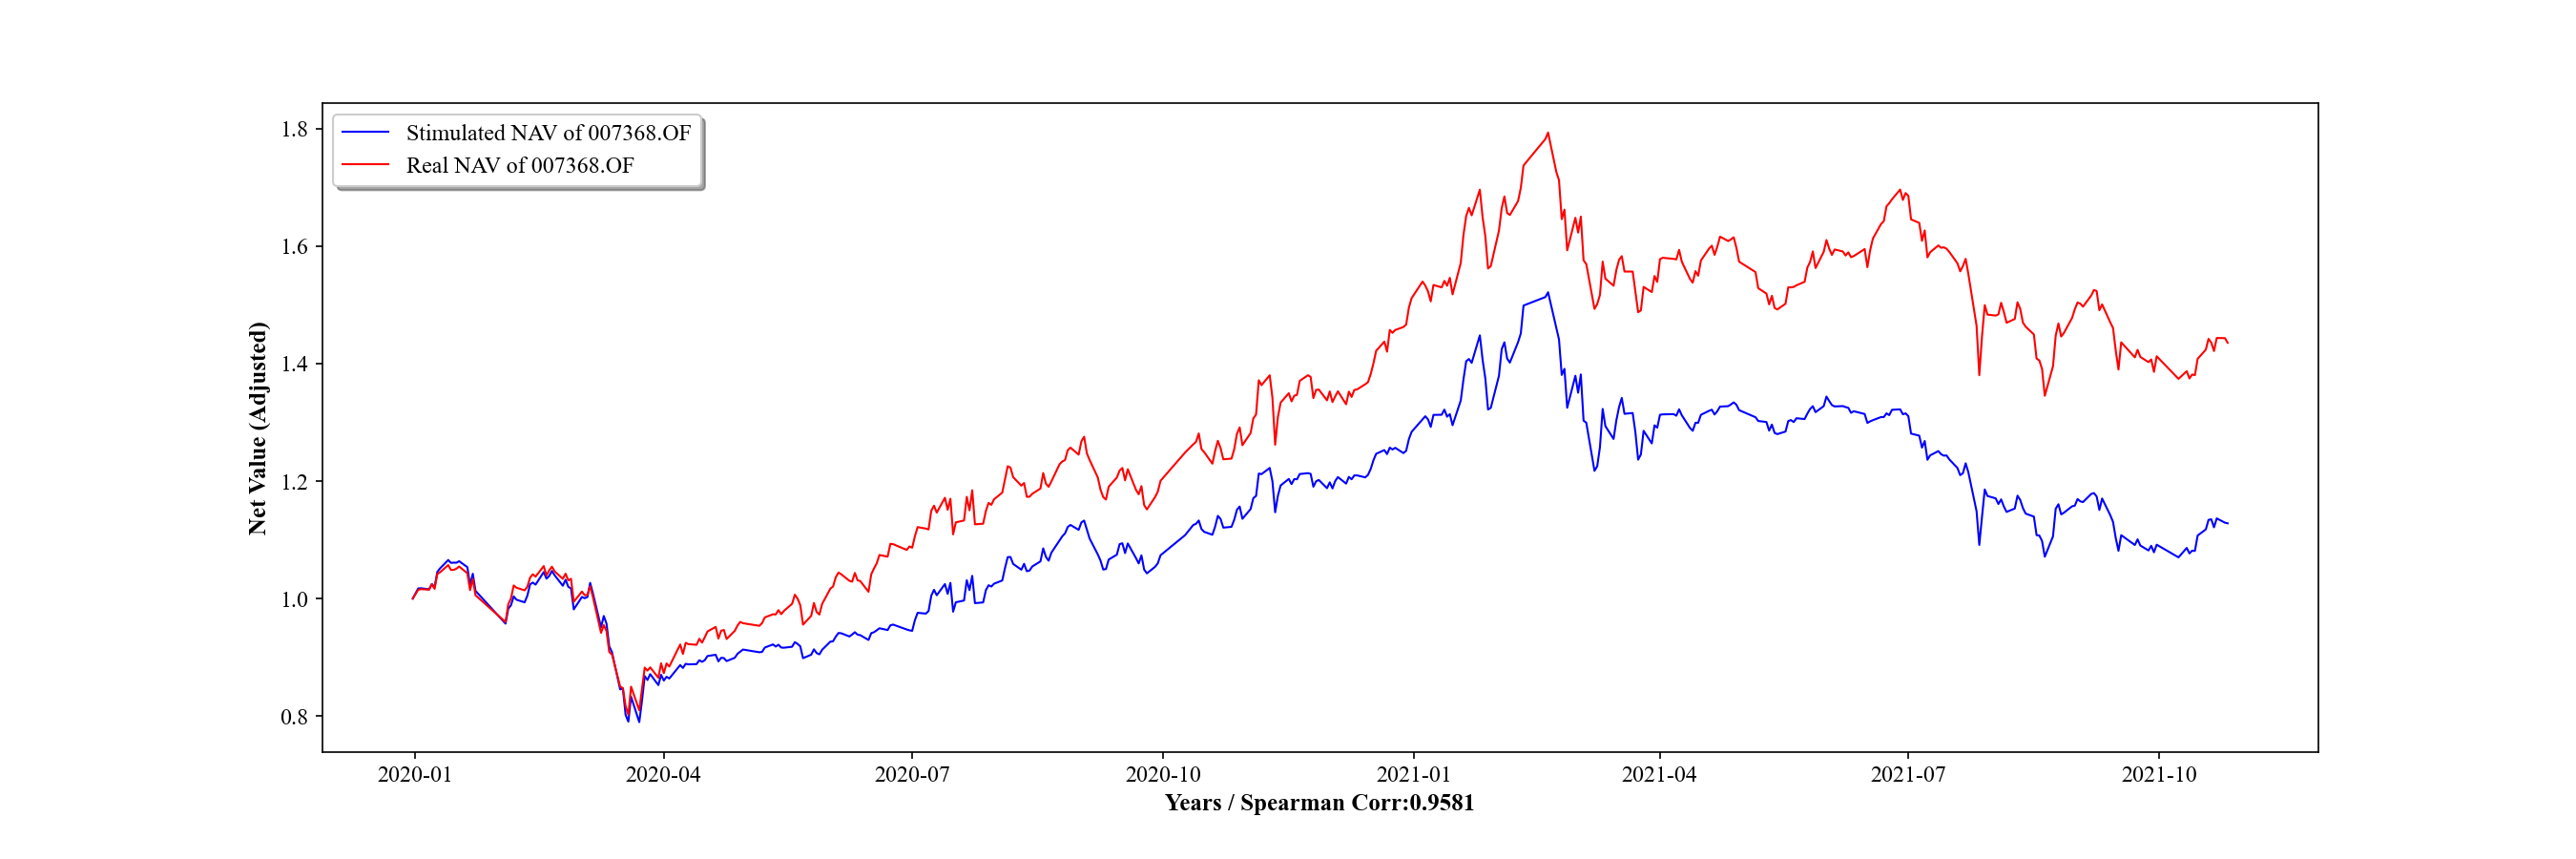 Stimulated NAV of 007368.OF
Real NAV of 007368.OF
1.8
1.6
1.4
1.2
1.0
0.8
Net Value (Adjusted)
2020-01 2020-04 2020-07 2020-10 2021-01 2021-04 2021-07 2021-10
Years / Spearman Corr:0.9581